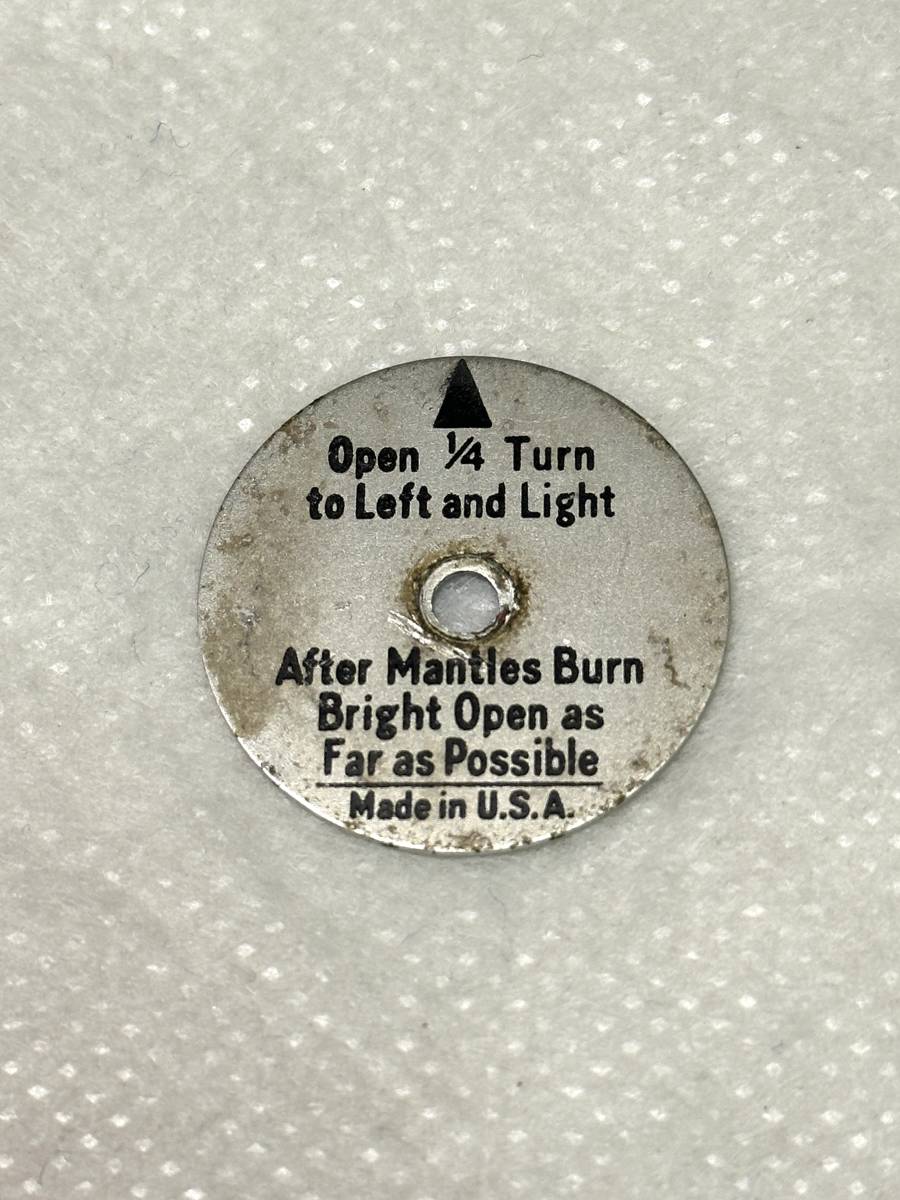 Open ¼ Turn
to Left and Light
After Mantles Burn
Bright Open as
Far as Possible
Made in U.S.A.